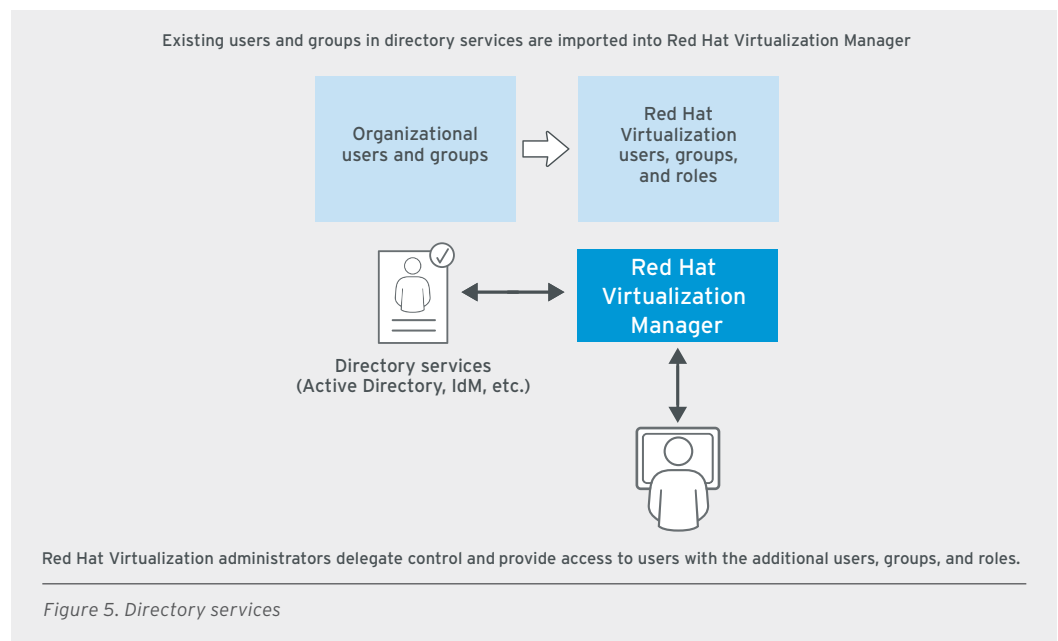 Existing users and groups in directory services are imported into Red Hat Virtualization Manager
Organizational
users and groups
Red Hat
Virtualization
users, groups,
and roles
Red Hat
Virtualization
Manager
Directory services
(Active Directory, IdM, etc.)
Red Hat Virtualization administrators delegate control and provide access to users with the additional users, groups, and roles.
Figure 5. Directory services